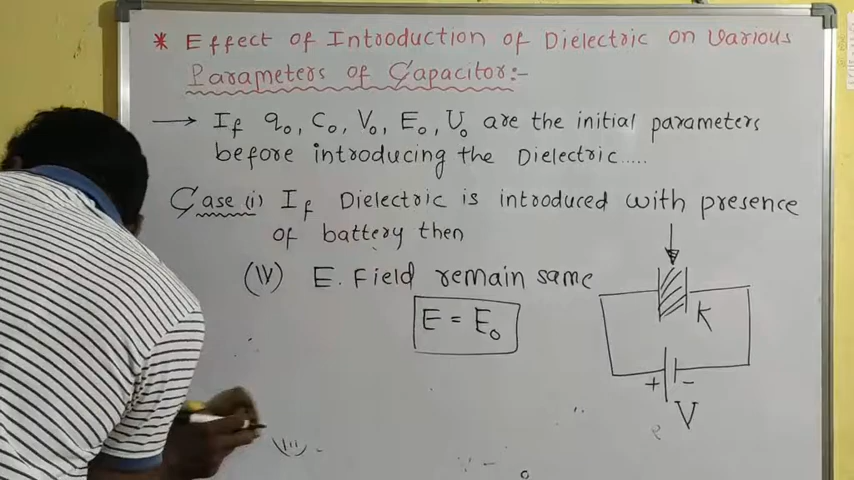 * Effect of Intooduction of Dielectric on Various
Parameters of Capacitor:-
→ If q₀, C₀, V₀, E₀, U₀ are the initial parameters
before introducing the Dielectric.....
Case (i) If Dielectric is introduced with presence
of battery then
(IV) E. Field remain same
E = E₀
K
+ -
V